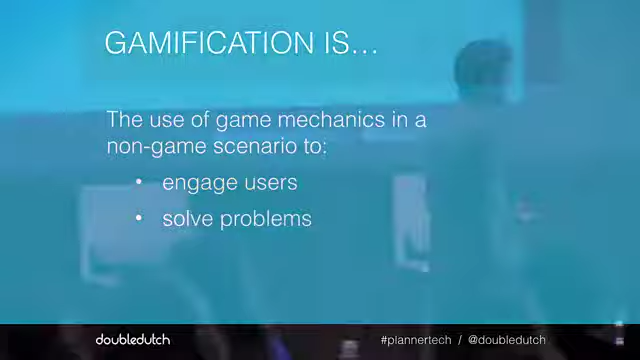 GAMIFICATION IS...
The use of game mechanics in a
non-game scenario to:
• engage users
• solve problems
doubledutch
#plannertech / @doubledutch